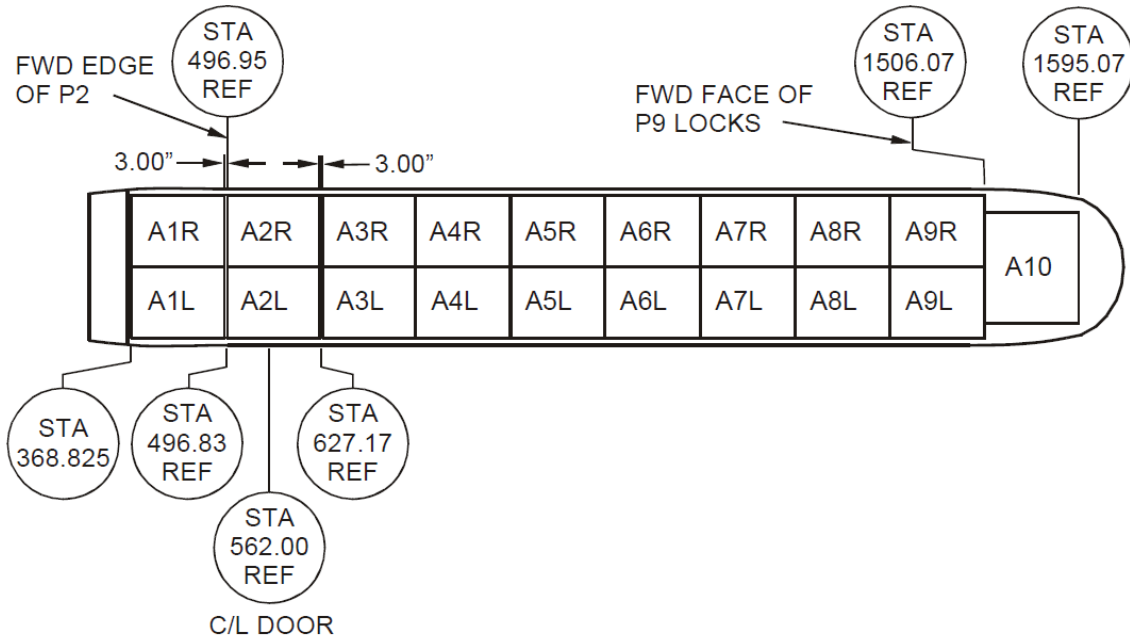 STA
496.95
REF
STA
1506.07
REF
STA
1595.07
REF
FWD EDGE
OF P2
FWD FACE OF
P9 LOCKS
3.00”
3.00”
A1R
A2R
A3R
A4R
A5R
A6R
A7R
A8R
A9R
A10
A1L
A2L
A3L
A4L
A5L
A6L
A7L
A8L
A9L
STA
368.825
STA
496.83
REF
STA
627.17
REF
STA
562.00
REF
C/L DOOR